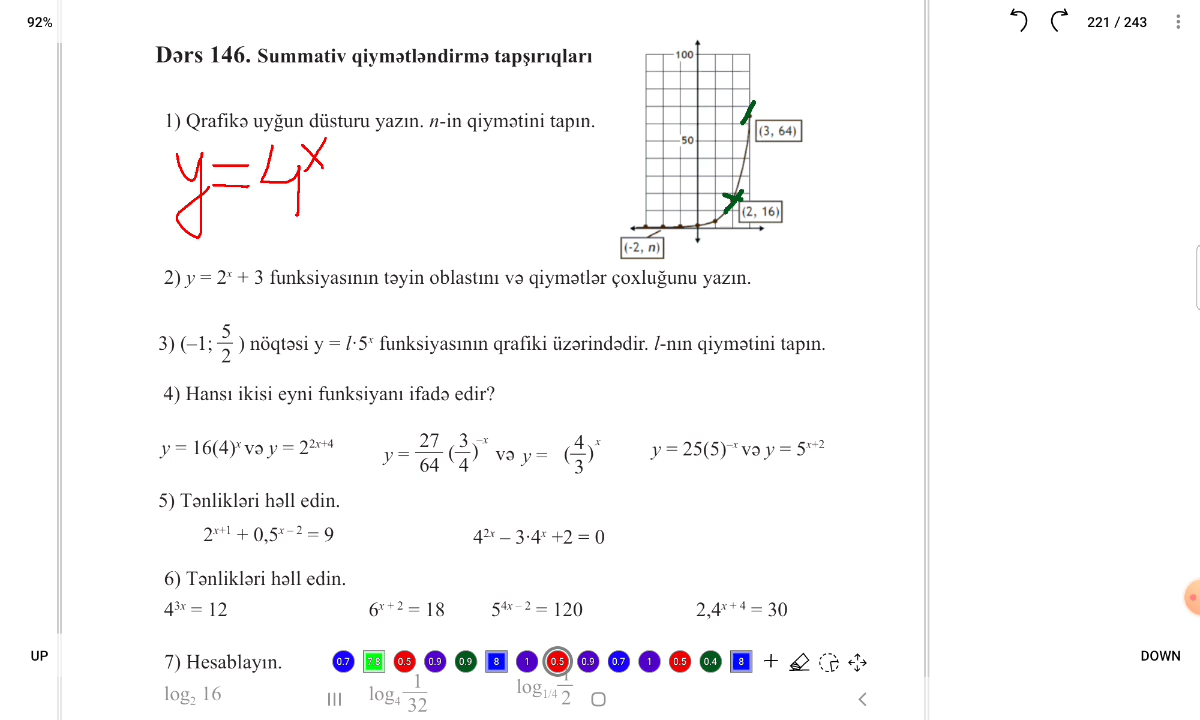 92%
221 / 243
Dərs 146. Summativ qiymətləndirmə tapşırıqları
100
1) Qrafikə uyğun düsturu yazın. n-in qiymətini tapın.
(3, 64)
50
y=4ˣ
(2, 16)
(-2, n)
2) y = 2ˣ + 3 funksiyasının təyin oblastını və qiymətlər çoxluğunu yazın.
3) (–1; 5/2 ) nöqtəsi y = l·5ˣ funksiyasının qrafiki üzərindədir. l-nın qiymətini tapın.
4) Hansı ikisi eyni funksiyanı ifadə edir?
y = 16(4)ˣ və y = 2²ˣ⁺⁴ y = 27/64 (3/4)⁻ˣ və y = (4/3)ˣ y = 25(5)⁻ˣ və y = 5ˣ⁺²
5) Tənlikləri həll edin.
2ˣ⁺¹ + 0,5ˣ⁻² = 9 4²ˣ – 3·4ˣ +2 = 0
6) Tənlikləri həll edin.
4³ˣ = 12 6ˣ⁺² = 18 5⁴ˣ⁻² = 120 2,4ˣ⁺⁴ = 30
UP
DOWN
7) Hesablayın.
0.7 7.8 0.5 0.9 0.9 8 1 0.5 0.9 0.7 1 0.5 0.4 8
log₂ 16 log₄ 1/32 log1/4 1/2